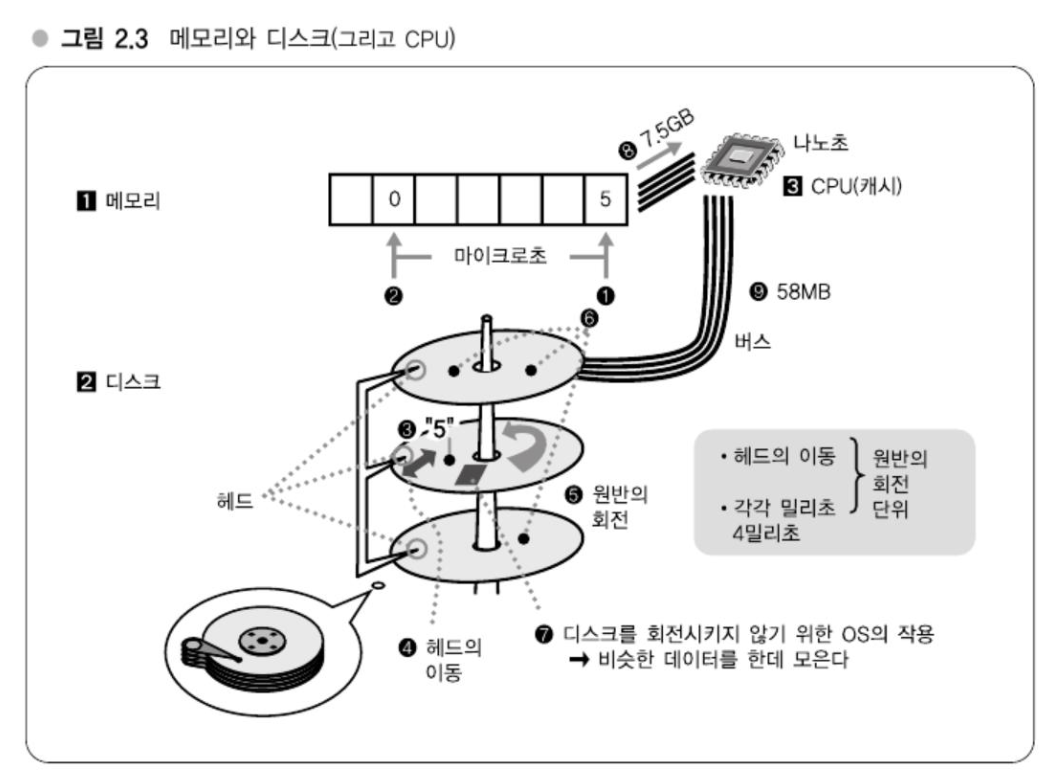 ● 그림 2.3 메모리와 디스크(그리고 CPU)
❽ 7.5GB
나노초
1 메모리
0
5
3 CPU(캐시)
마이크로초
❷
❶
❾ 58MB
❻
버스
2 디스크
❸ "5"
• 헤드의 이동
원반의
회전
단위
• 각각 밀리초
4밀리초
헤드
❺ 원반의
회전
❹ 헤드의
이동
❼ 디스크를 회전시키지 않기 위한 OS의 작용
➞ 비슷한 데이터를 한데 모은다